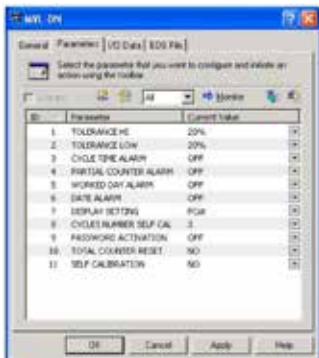 MVL DN
General Parameters I/O Data EDS File
Select the parameter that you want to configure and initiate an action using the toolbar.
All Monitor
ID Parameter Current Value
1 TOLERANCE HI 20%
2 TOLERANCE LOW 20%
3 CYCLE TIME ALARM OFF
4 PARTIAL COUNTER ALARM OFF
5 WORKED DAY ALARM OFF
6 DATE ALARM OFF
7 DISPLAY SETTING
8 CYCLES NUMBER SELF CAL 3
9 PASSWORD ACTIVATION OFF
10 TOTAL COUNTER RESET NO
11 SELF CALIBRATION NO
OK Cancel Apply Help